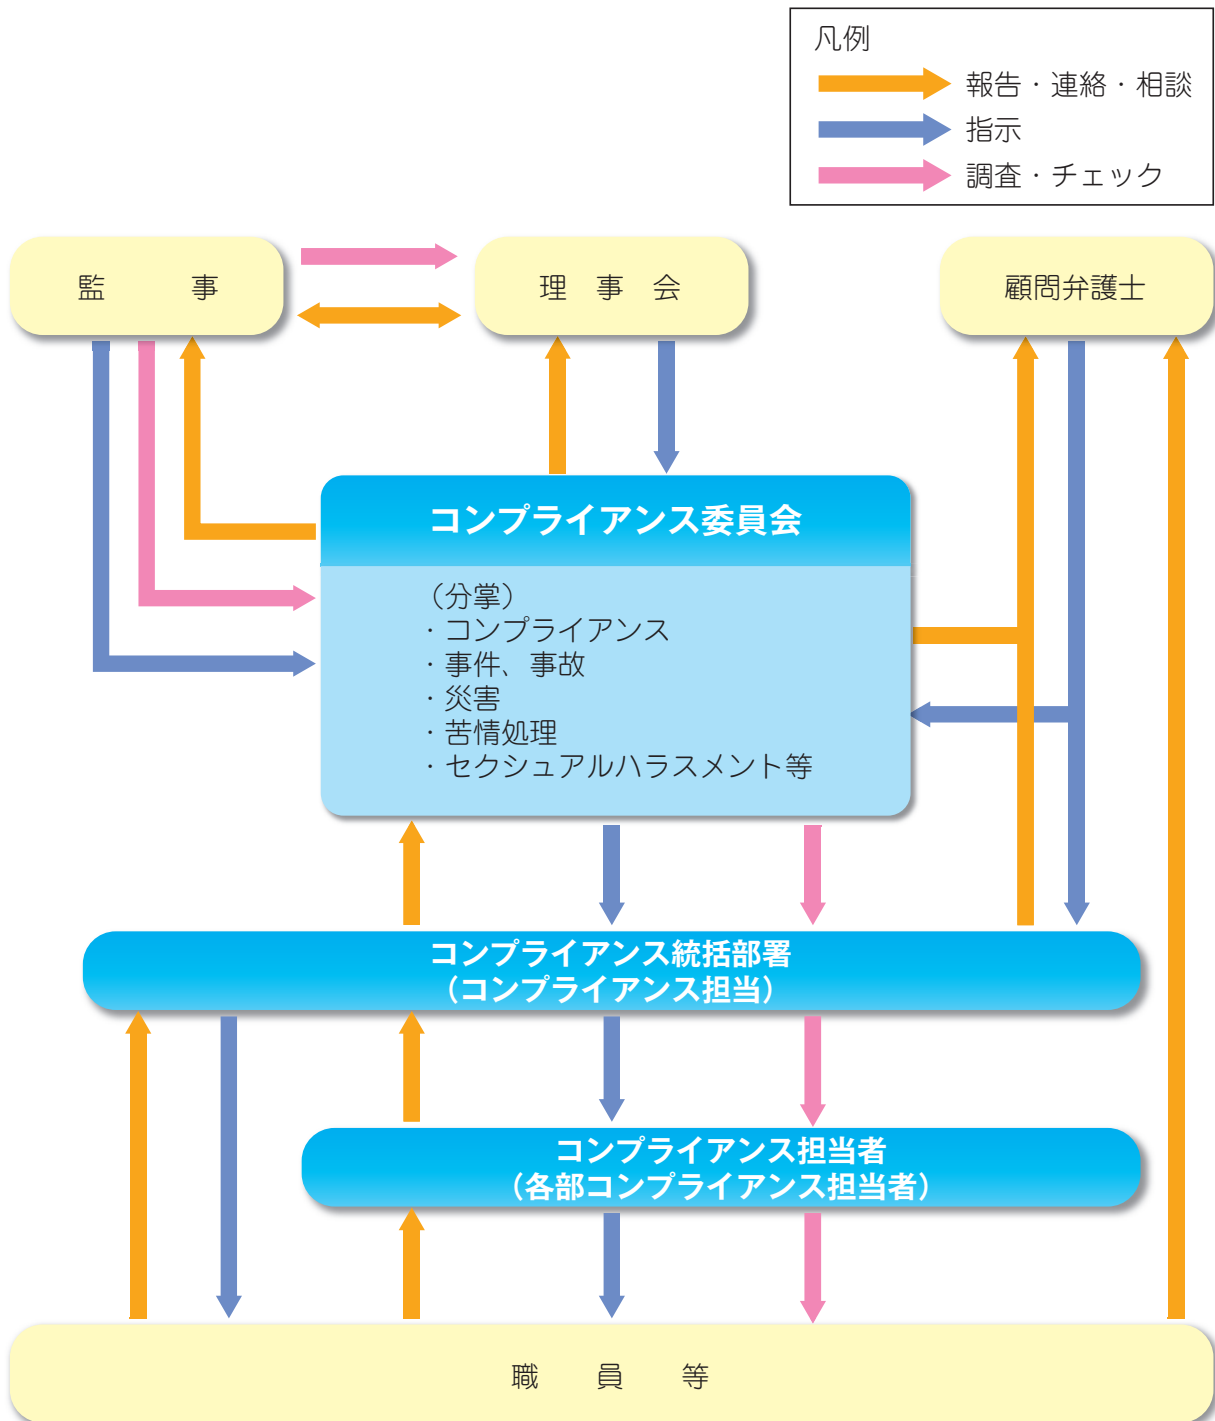 凡例
報告・連絡・相談
指示
調査・チェック
監事
理事会
顧問弁護士
コンプライアンス委員会
（分掌）
・コンプライアンス
・事件、事故
・災害
・苦情処理
・セクシュアルハラスメント等
コンプライアンス統括部署
（コンプライアンス担当）
コンプライアンス担当者
（各部コンプライアンス担当者）
職員等